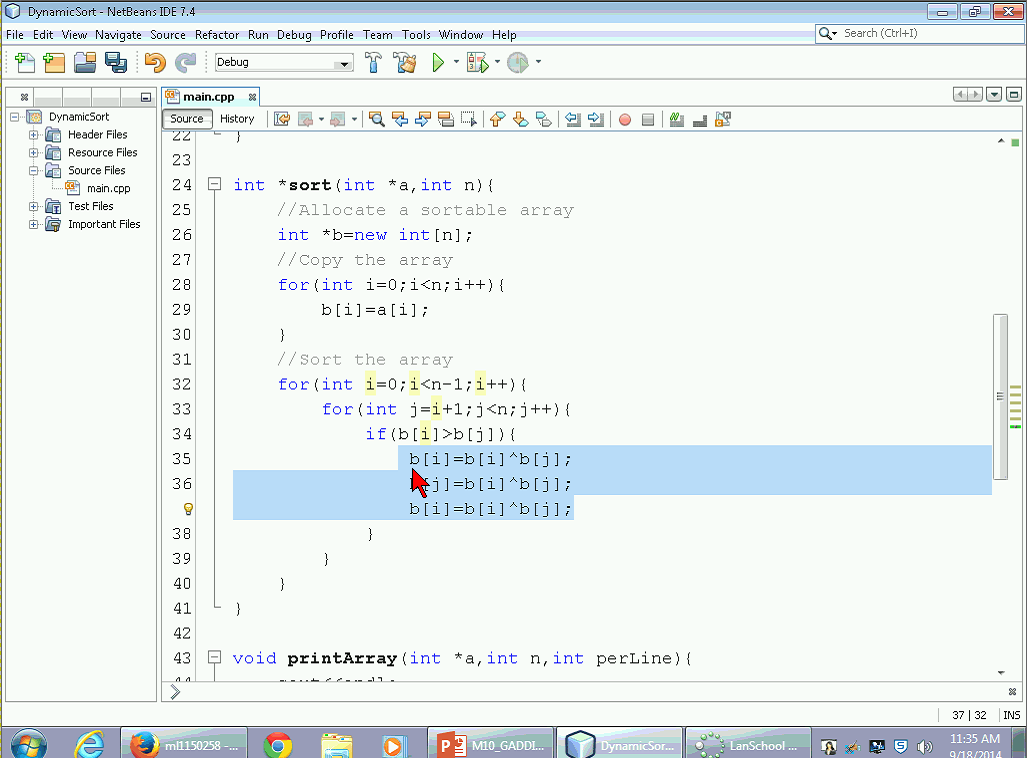 DynamicSort - NetBeans IDE 7.4
File Edit View Navigate Source Refactor Run Debug Profile Team Tools Window Help
Search (Ctrl+I)
Debug
main.cpp
Source History
DynamicSort
Header Files
Resource Files
Source Files
main.cpp
Test Files
Important Files
22 }
23
24 int *sort(int *a,int n){
25 //Allocate a sortable array
26 int *b=new int[n];
27 //Copy the array
28 for(int i=0;i<n;i++){
29 b[i]=a[i];
30 }
31 //Sort the array
32 for(int i=0;i<n-1;i++){
33 for(int j=i+1;j<n;j++){
34 if(b[i]>b[j]){
35 b[i]=b[i]^b[j];
36 b[j]=b[i]^b[j];
b[i]=b[i]^b[j];
38 }
39 }
40 }
41 }
42
43 void printArray(int *a,int n,int perLine){
37 | 32 INS
ml1150258 -...
M10_GADDI...
DynamicSor...
LanSchool ...
11:35 AM
9/18/2014